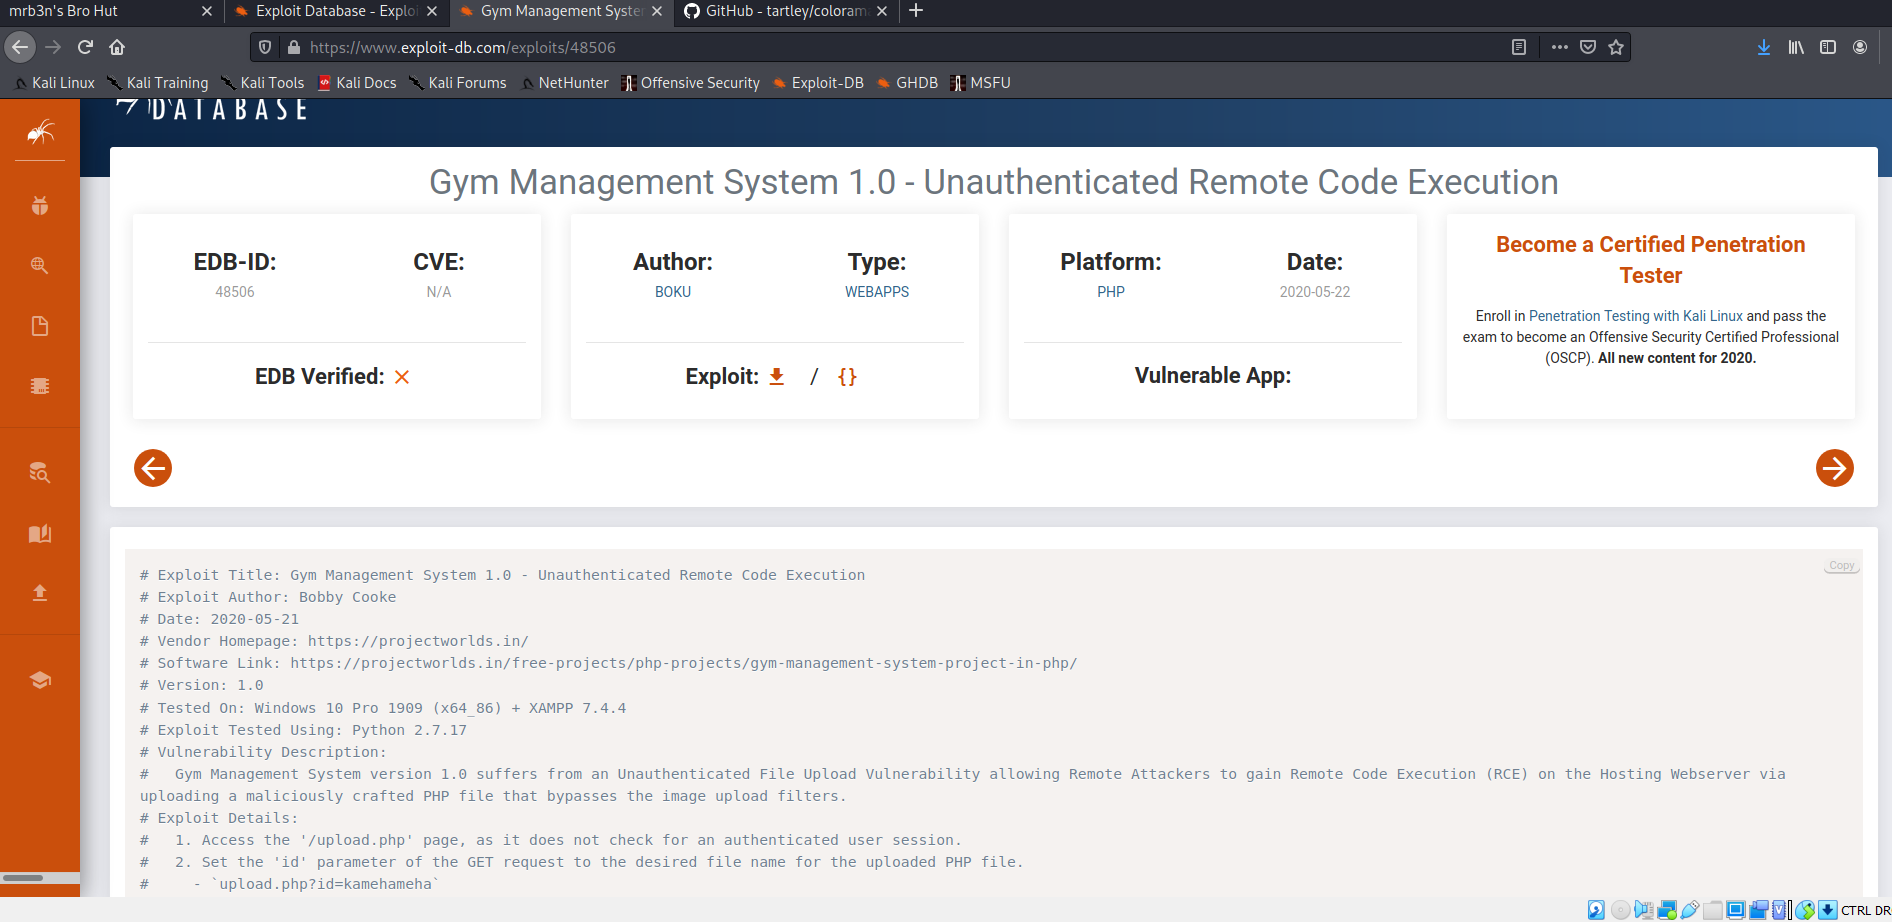 mrb3n's Bro Hut
Exploit Database - Exploi
Gym Management Syste
GitHub - tartley/colorama
https://www.exploit-db.com/exploits/48506
Kali Linux
Kali Training
Kali Tools
Kali Docs
Kali Forums
NetHunter
Offensive Security
Exploit-DB
GHDB
MSFU
DATABASE
Gym Management System 1.0 - Unauthenticated Remote Code Execution
EDB-ID:
48506
CVE:
N/A
EDB Verified:
Author:
BOKU
Type:
WEBAPPS
Exploit: / {}
Platform:
PHP
Date:
2020-05-22
Vulnerable App:
Become a Certified Penetration
Tester
Enroll in Penetration Testing with Kali Linux and pass the
exam to become an Offensive Security Certified Professional
(OSCP). All new content for 2020.
Copy
# Exploit Title: Gym Management System 1.0 - Unauthenticated Remote Code Execution
# Exploit Author: Bobby Cooke
# Date: 2020-05-21
# Vendor Homepage: https://projectworlds.in/
# Software Link: https://projectworlds.in/free-projects/php-projects/gym-management-system-project-in-php/
# Version: 1.0
# Tested On: Windows 10 Pro 1909 (x64_86) + XAMPP 7.4.4
# Exploit Tested Using: Python 2.7.17
# Vulnerability Description:
#   Gym Management System version 1.0 suffers from an Unauthenticated File Upload Vulnerability allowing Remote Attackers to gain Remote Code Execution (RCE) on the Hosting Webserver via
uploading a maliciously crafted PHP file that bypasses the image upload filters.
# Exploit Details:
#   1. Access the '/upload.php' page, as it does not check for an authenticated user session.
#   2. Set the 'id' parameter of the GET request to the desired file name for the uploaded PHP file.
#     - `upload.php?id=kamehameha`
CTRL DR